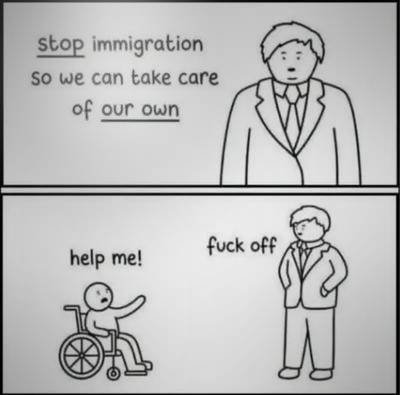 stop immigration
so we can take care
of our own
help me!
fuck off